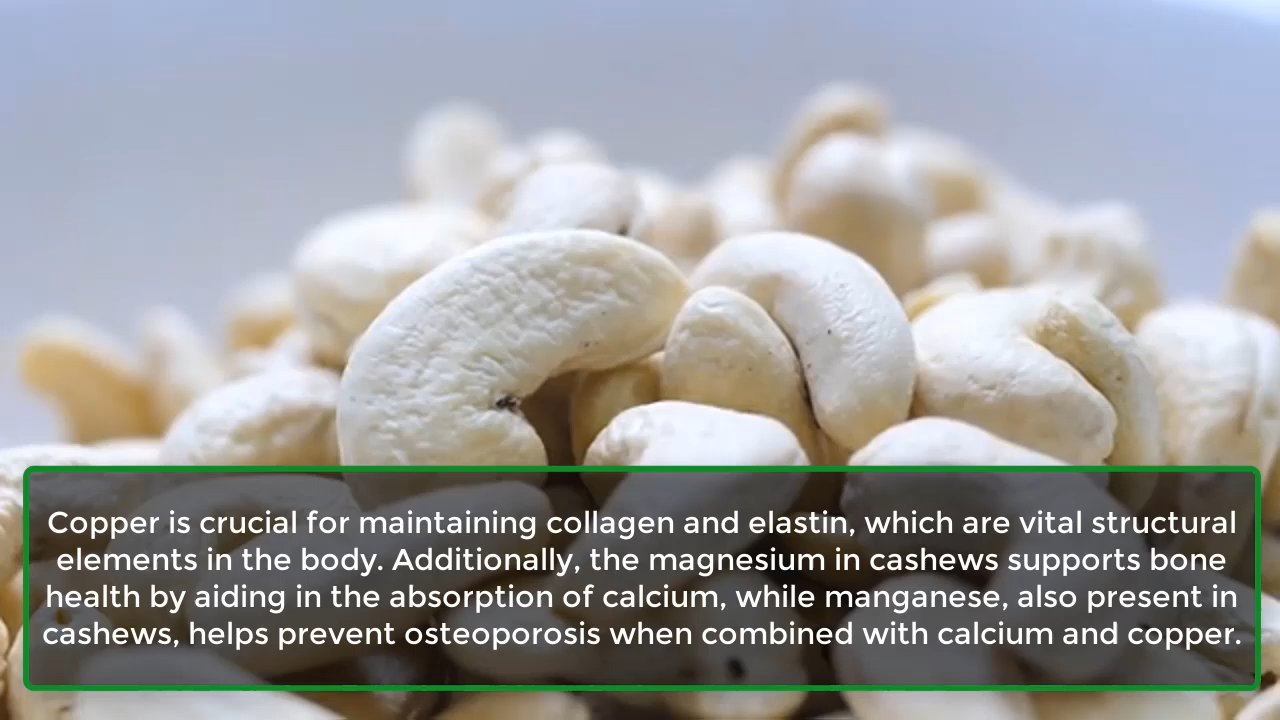 Copper is crucial for maintaining collagen and elastin, which are vital structural
elements in the body. Additionally, the magnesium in cashews supports bone
health by aiding in the absorption of calcium, while manganese, also present in
cashews, helps prevent osteoporosis when combined with calcium and copper.